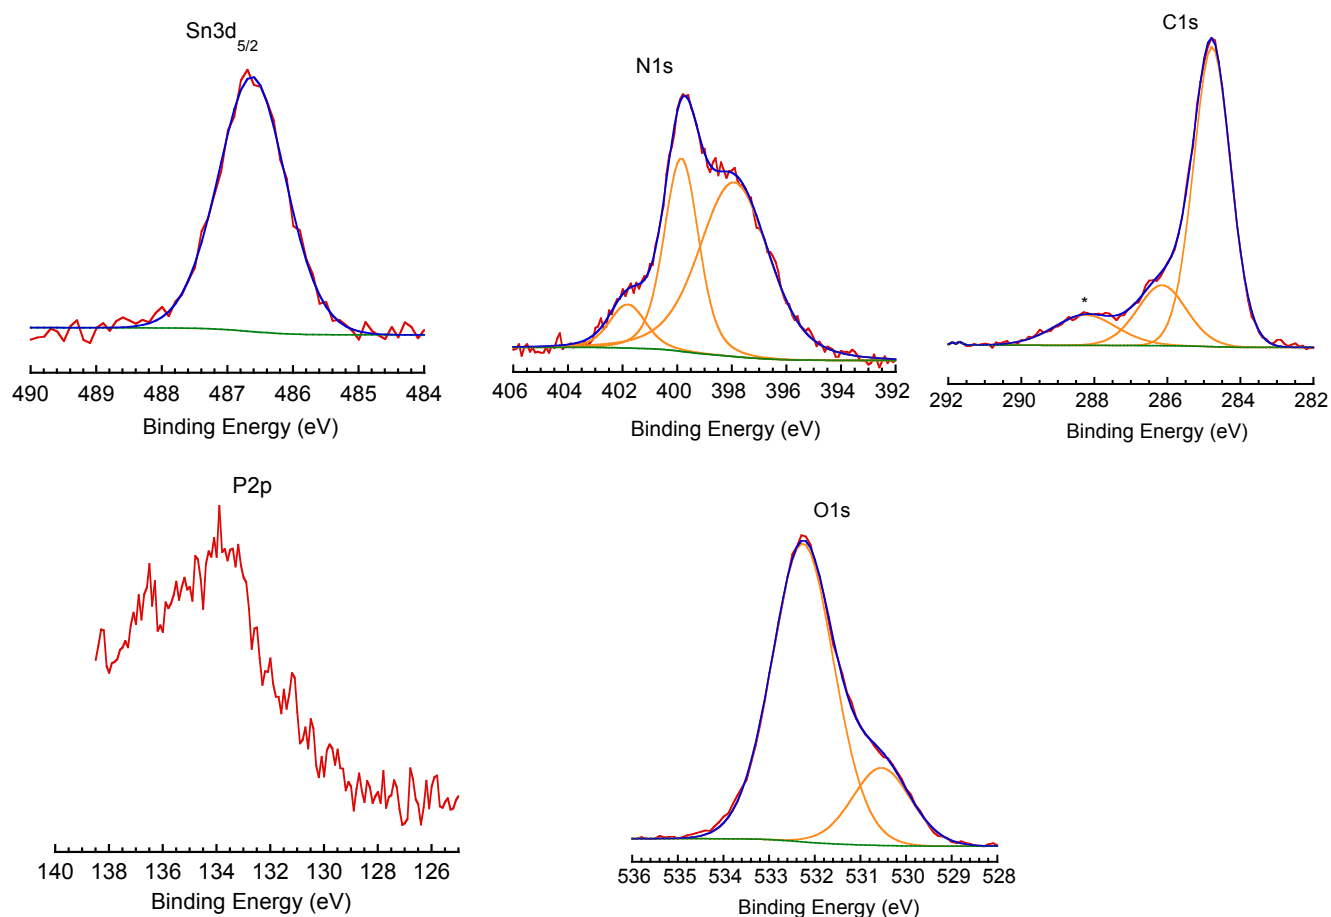 Sn3d5/2
490 489 488 487 486 485 484
Binding Energy (eV)
N1s
406 404 402 400 398 396 394 392
Binding Energy (eV)
C1s
*
292 290 288 286 284 282
Binding Energy (eV)
P2p
140 138 136 134 132 130 128 126
Binding Energy (eV)
O1s
536 535 534 533 532 531 530 529 528
Binding Energy (eV)